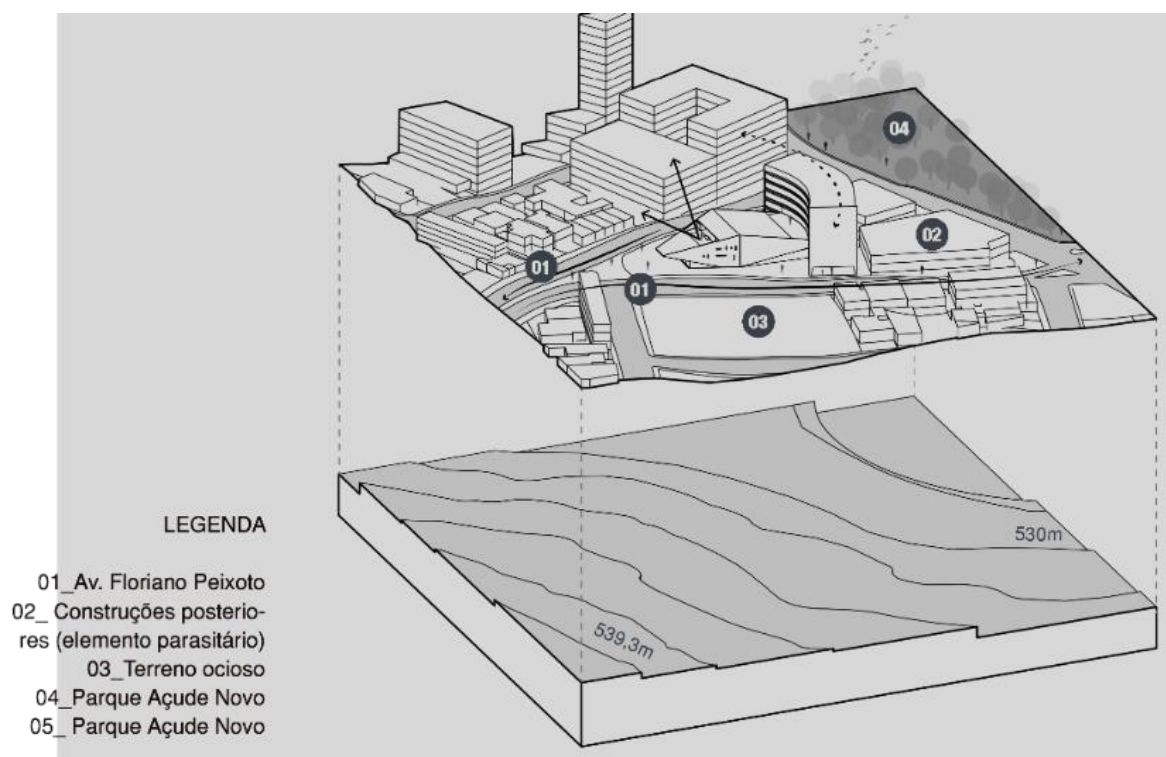 04
02
01
01
03
530m
539,3m
LEGENDA
01_Av. Floriano Peixoto
02_ Construções posterio-
res (elemento parasitário)
03_Terreno ocioso
04_Parque Açude Novo
05_ Parque Açude Novo